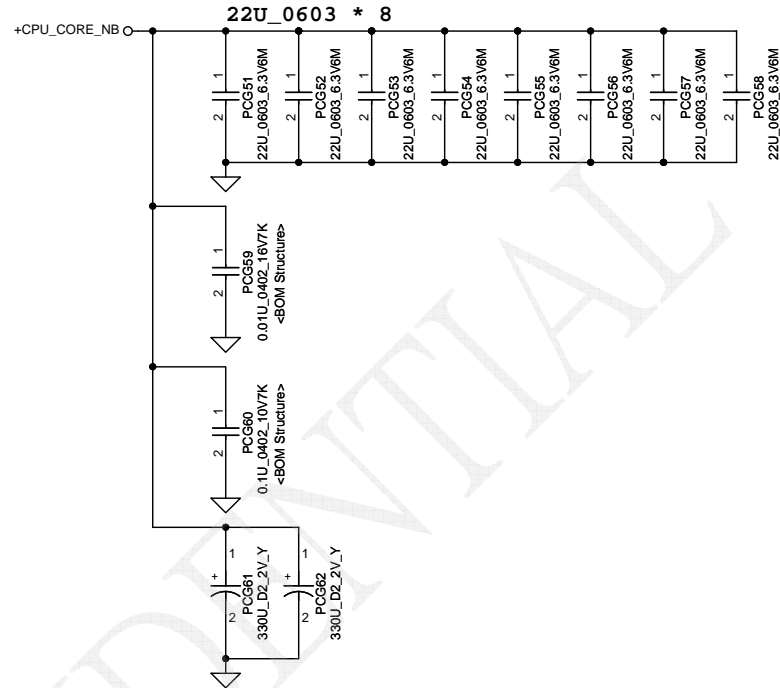 22U_0603 * 8
+CPU_CORE_NB
1
2
PCG51
22U_0603_6.3V6M
1
2
PCG52
22U_0603_6.3V6M
1
2
PCG53
22U_0603_6.3V6M
1
2
PCG54
22U_0603_6.3V6M
1
2
PCG55
22U_0603_6.3V6M
1
2
PCG56
22U_0603_6.3V6M
1
2
PCG57
22U_0603_6.3V6M
1
2
PCG58
22U_0603_6.3V6M
1
2
PCG59
0.01U_0402_16V7K
<BOM Structure>
1
2
PCG60
0.1U_0402_10V7K
<BOM Structure>
1
+
2
PCG61
330U_D2_2V_Y
1
+
2
PCG62
330U_D2_2V_Y
DENTIAL